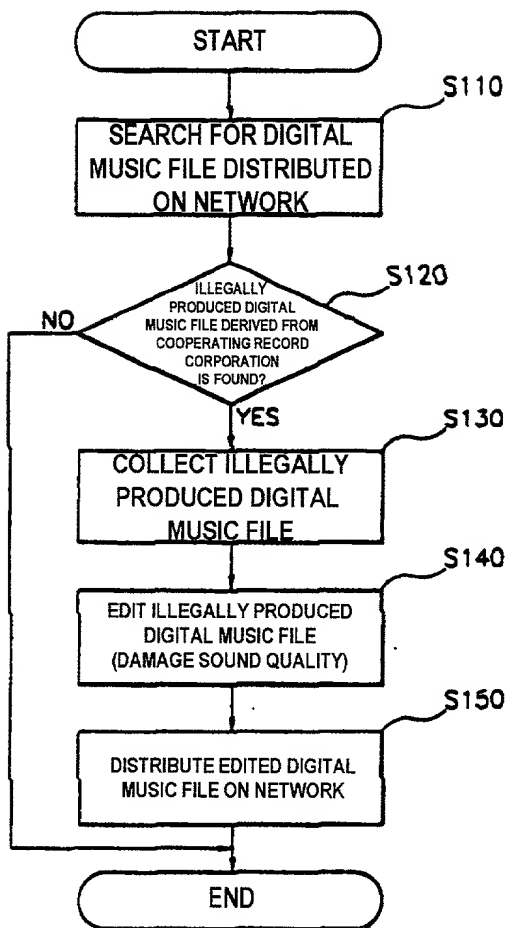 START
S110
SEARCH FOR DIGITAL
MUSIC FILE DISTRIBUTED
ON NETWORK
S120
ILLEGALLY
PRODUCED DIGITAL
MUSIC FILE DERIVED FROM
COOPERATING RECORD
CORPORATION
IS FOUND?
NO
YES
S130
COLLECT ILLEGALLY
PRODUCED DIGITAL
MUSIC FILE
S140
EDIT ILLEGALLY PRODUCED
DIGITAL MUSIC FILE
(DAMAGE SOUND QUALITY)
S150
DISTRIBUTE EDITED DIGITAL
MUSIC FILE ON NETWORK
END